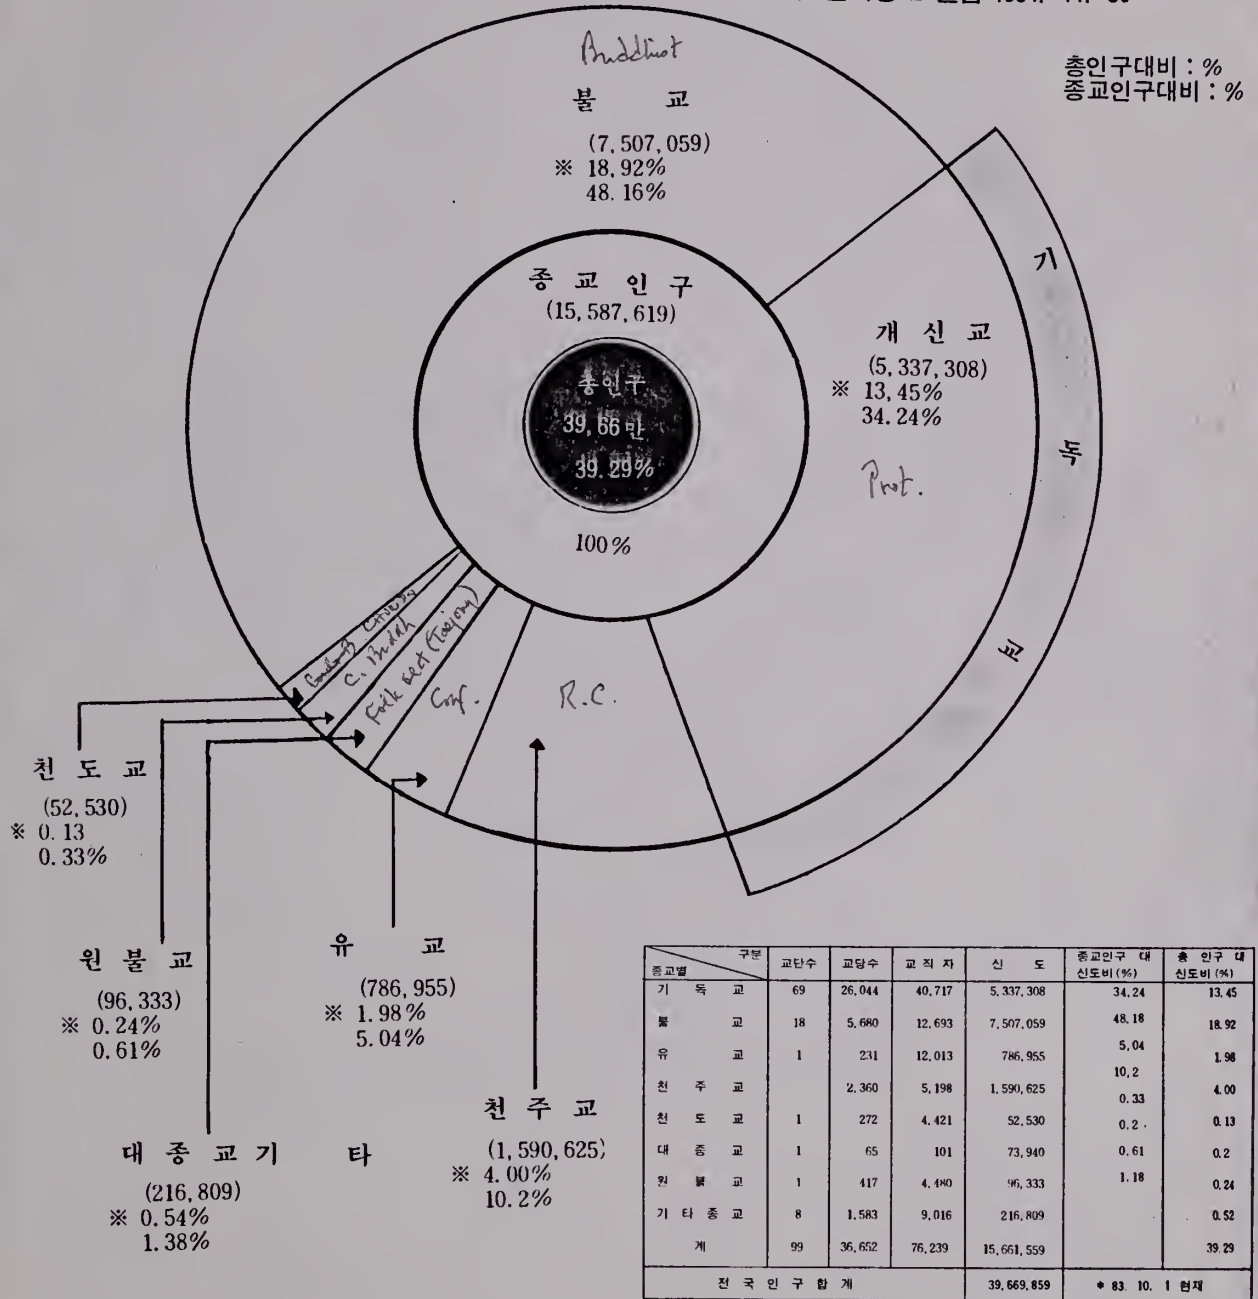 총인구대비 : %
종교인구대비 : %
Buddhist
불 교
(7,507,059)
※ 18,92%
48.16%
종 교 인 구
(15,587,619)
총인구
39,66만
39.29%
100%
개 신 교
(5,337,308)
※ 13,45%
34.24%
Prot.
기
독
교
C. Buddh
Folk sect (Taejong)
Conf.
R.C.
천 도 교
(52,530)
※ 0.13
0.33%
원 불 교
(96,333)
※ 0.24%
0.61%
대 종 교 기 타
(216,809)
※ 0.54%
1.38%
유 교
(786,955)
※ 1.98%
5.04%
천 주 교
(1,590,625)
※ 4.00%
10.2%
구분 종교별 교단수 교당수 교 직 자 신 도 종교인구 대 신도비(%) 총 인구 대 신도비(%)
기 독 교 69 26,044 40,717 5,337,308 34,24 13.45
불 교 18 5,680 12,693 7,507,059 48,18 18.92
유 교 1 231 12,013 786,955 5,04 1.98
천 주 교 2,360 5,198 1,590,625 10,2 4.00
천 도 교 1 272 4,421 52,530 0.33 0.13
대 종 교 1 65 101 73,940 0.2 0.2
원 불 교 1 417 4,480 96,333 0.61 0.24
기 타 종 교 8 1,583 9,016 216,809 1.18 0.52
계 99 36,652 76,239 15,661,559 39.29
전 국 인 구 합 계 39,669,859 * 83. 10. 1 현재